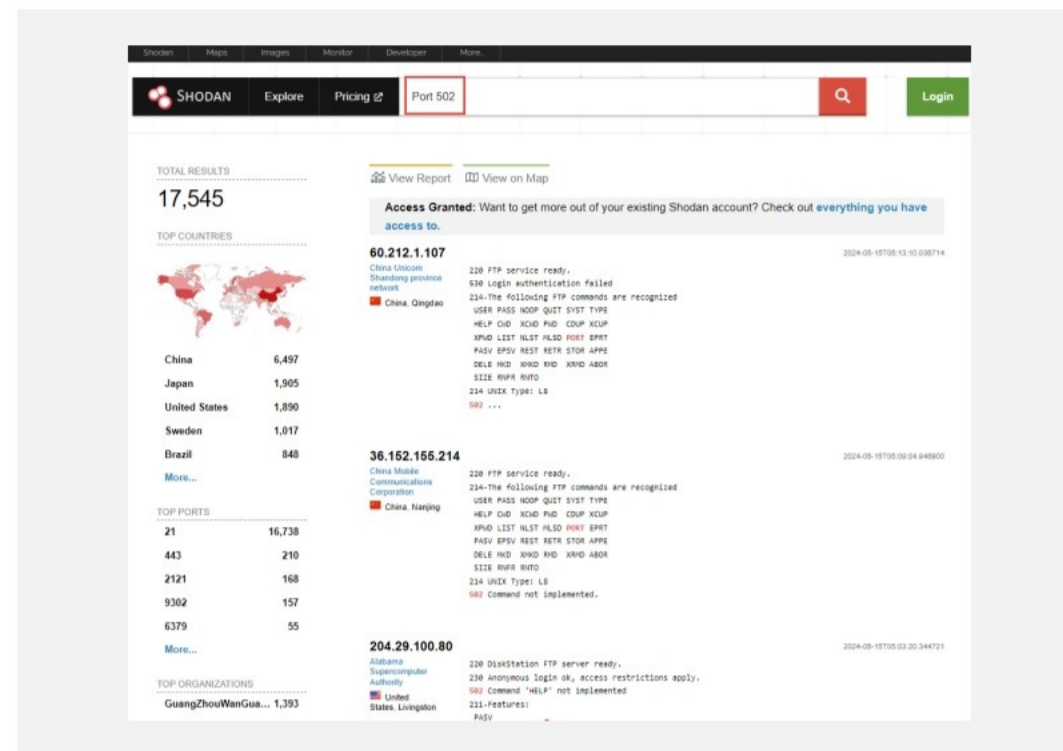 Shodan Maps Images Monitor Developer More...
SHODAN Explore Pricing Port 502 Login
TOTAL RESULTS
17,545
TOP COUNTRIES
China 6,497
Japan 1,905
United States 1,890
Sweden 1,017
Brazil 848
More...
TOP PORTS
21 16,738
443 210
2121 168
9302 157
6379 55
More...
TOP ORGANIZATIONS
GuangZhouWanGua... 1,393
View Report View on Map
Access Granted: Want to get more out of your existing Shodan account? Check out everything you have
access to.
60.212.1.107
2024-05-15T05:13:10.036714
China Unicom
Shandong province
network
China, Qingdao
220 FTP service ready.
530 Login authentication failed
214-The following FTP commands are recognized
USER PASS NOOP QUIT SYST TYPE
HELP CWD XCWD PWD CDUP XCUP
XPWD LIST NLST MLSD PORT EPRT
PASV EPSV REST RETR STOR APPE
DELE MKD XMKD RMD XRMD ABOR
SIZE RNFR RNTO
214 UNIX Type: L8
502 ...
36.152.155.214
2024-05-15T05:09:04.946900
China Mobile
Communications
Corporation
China, Nanjing
220 FTP service ready.
214-The following FTP commands are recognized
USER PASS NOOP QUIT SYST TYPE
HELP CWD XCWD PWD CDUP XCUP
XPWD LIST NLST MLSD PORT EPRT
PASV EPSV REST RETR STOR APPE
DELE MKD XMKD RMD XRMD ABOR
SIZE RNFR RNTO
214 UNIX Type: L8
502 Command not implemented.
204.29.100.80
2024-05-15T05:03:20.344721
Alabama
Supercomputer
Authority
United
States, Livingston
220 DiskStation FTP server ready.
230 Anonymous login ok, access restrictions apply.
502 Command 'HELP' not implemented
211-Features:
PASV